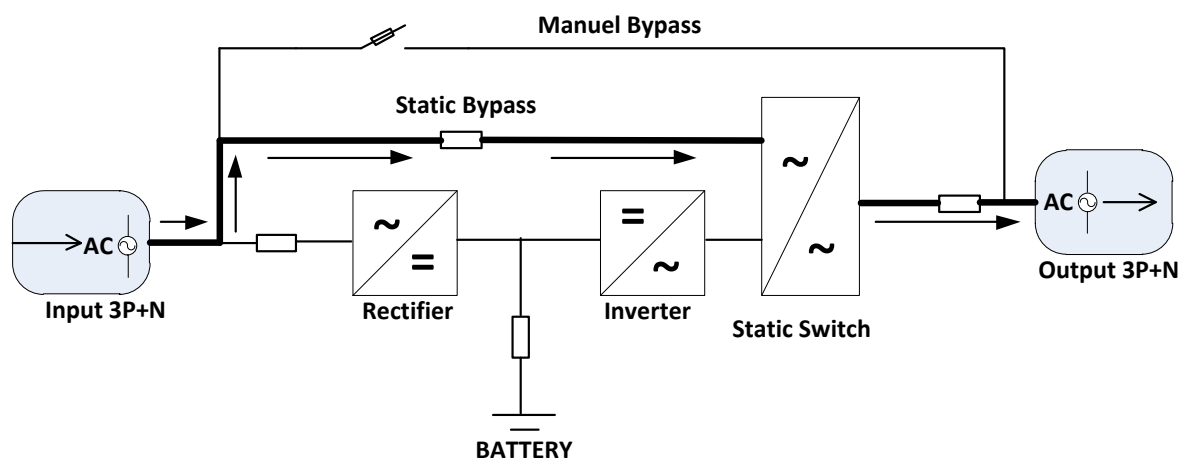 Manuel Bypass
Static Bypass
~
~
=
=
~
~
AC
AC
Input 3P+N
Rectifier
Inverter
Static Switch
Output 3P+N
BATTERY